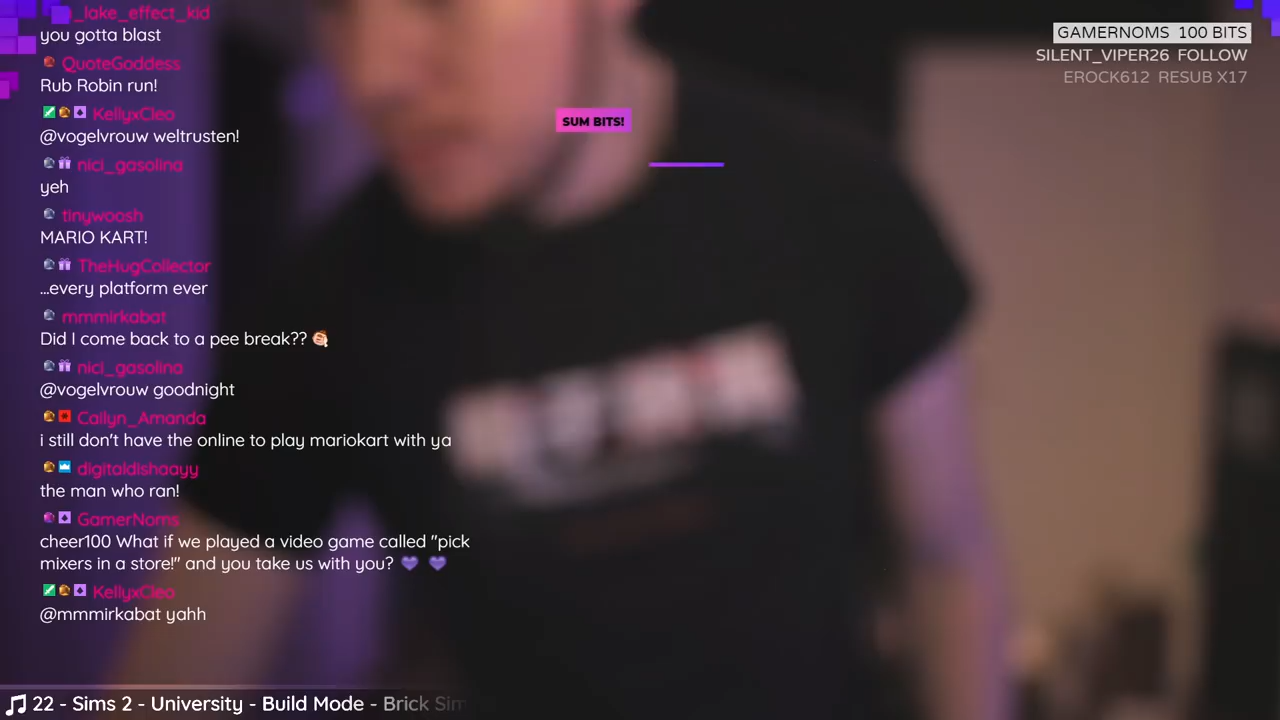 _lake_effect_kid
you gotta blast
QuoteGoddess
Rub Robin run!
KellyxCleo
@vogelvrouw weltrusten!
nici_gasolina
yeh
tinywoosh
MARIO KART!
TheHugCollector
...every platform ever
mmmirkabat
Did I come back to a pee break??
nici_gasolina
@vogelvrouw goodnight
Cailyn_Amanda
i still don't have the online to play mariokart with ya
digitaldishaayy
the man who ran!
GamerNoms
cheer100 What if we played a video game called "pick
mixers in a store!" and you take us with you?
KellyxCleo
@mmmirkabat yahh
22 - Sims 2 - University - Build Mode - Brick Sim
SUM BITS!
GAMERNOMS 100 BITS
SILENT_VIPER26 FOLLOW
EROCK612 RESUB X17